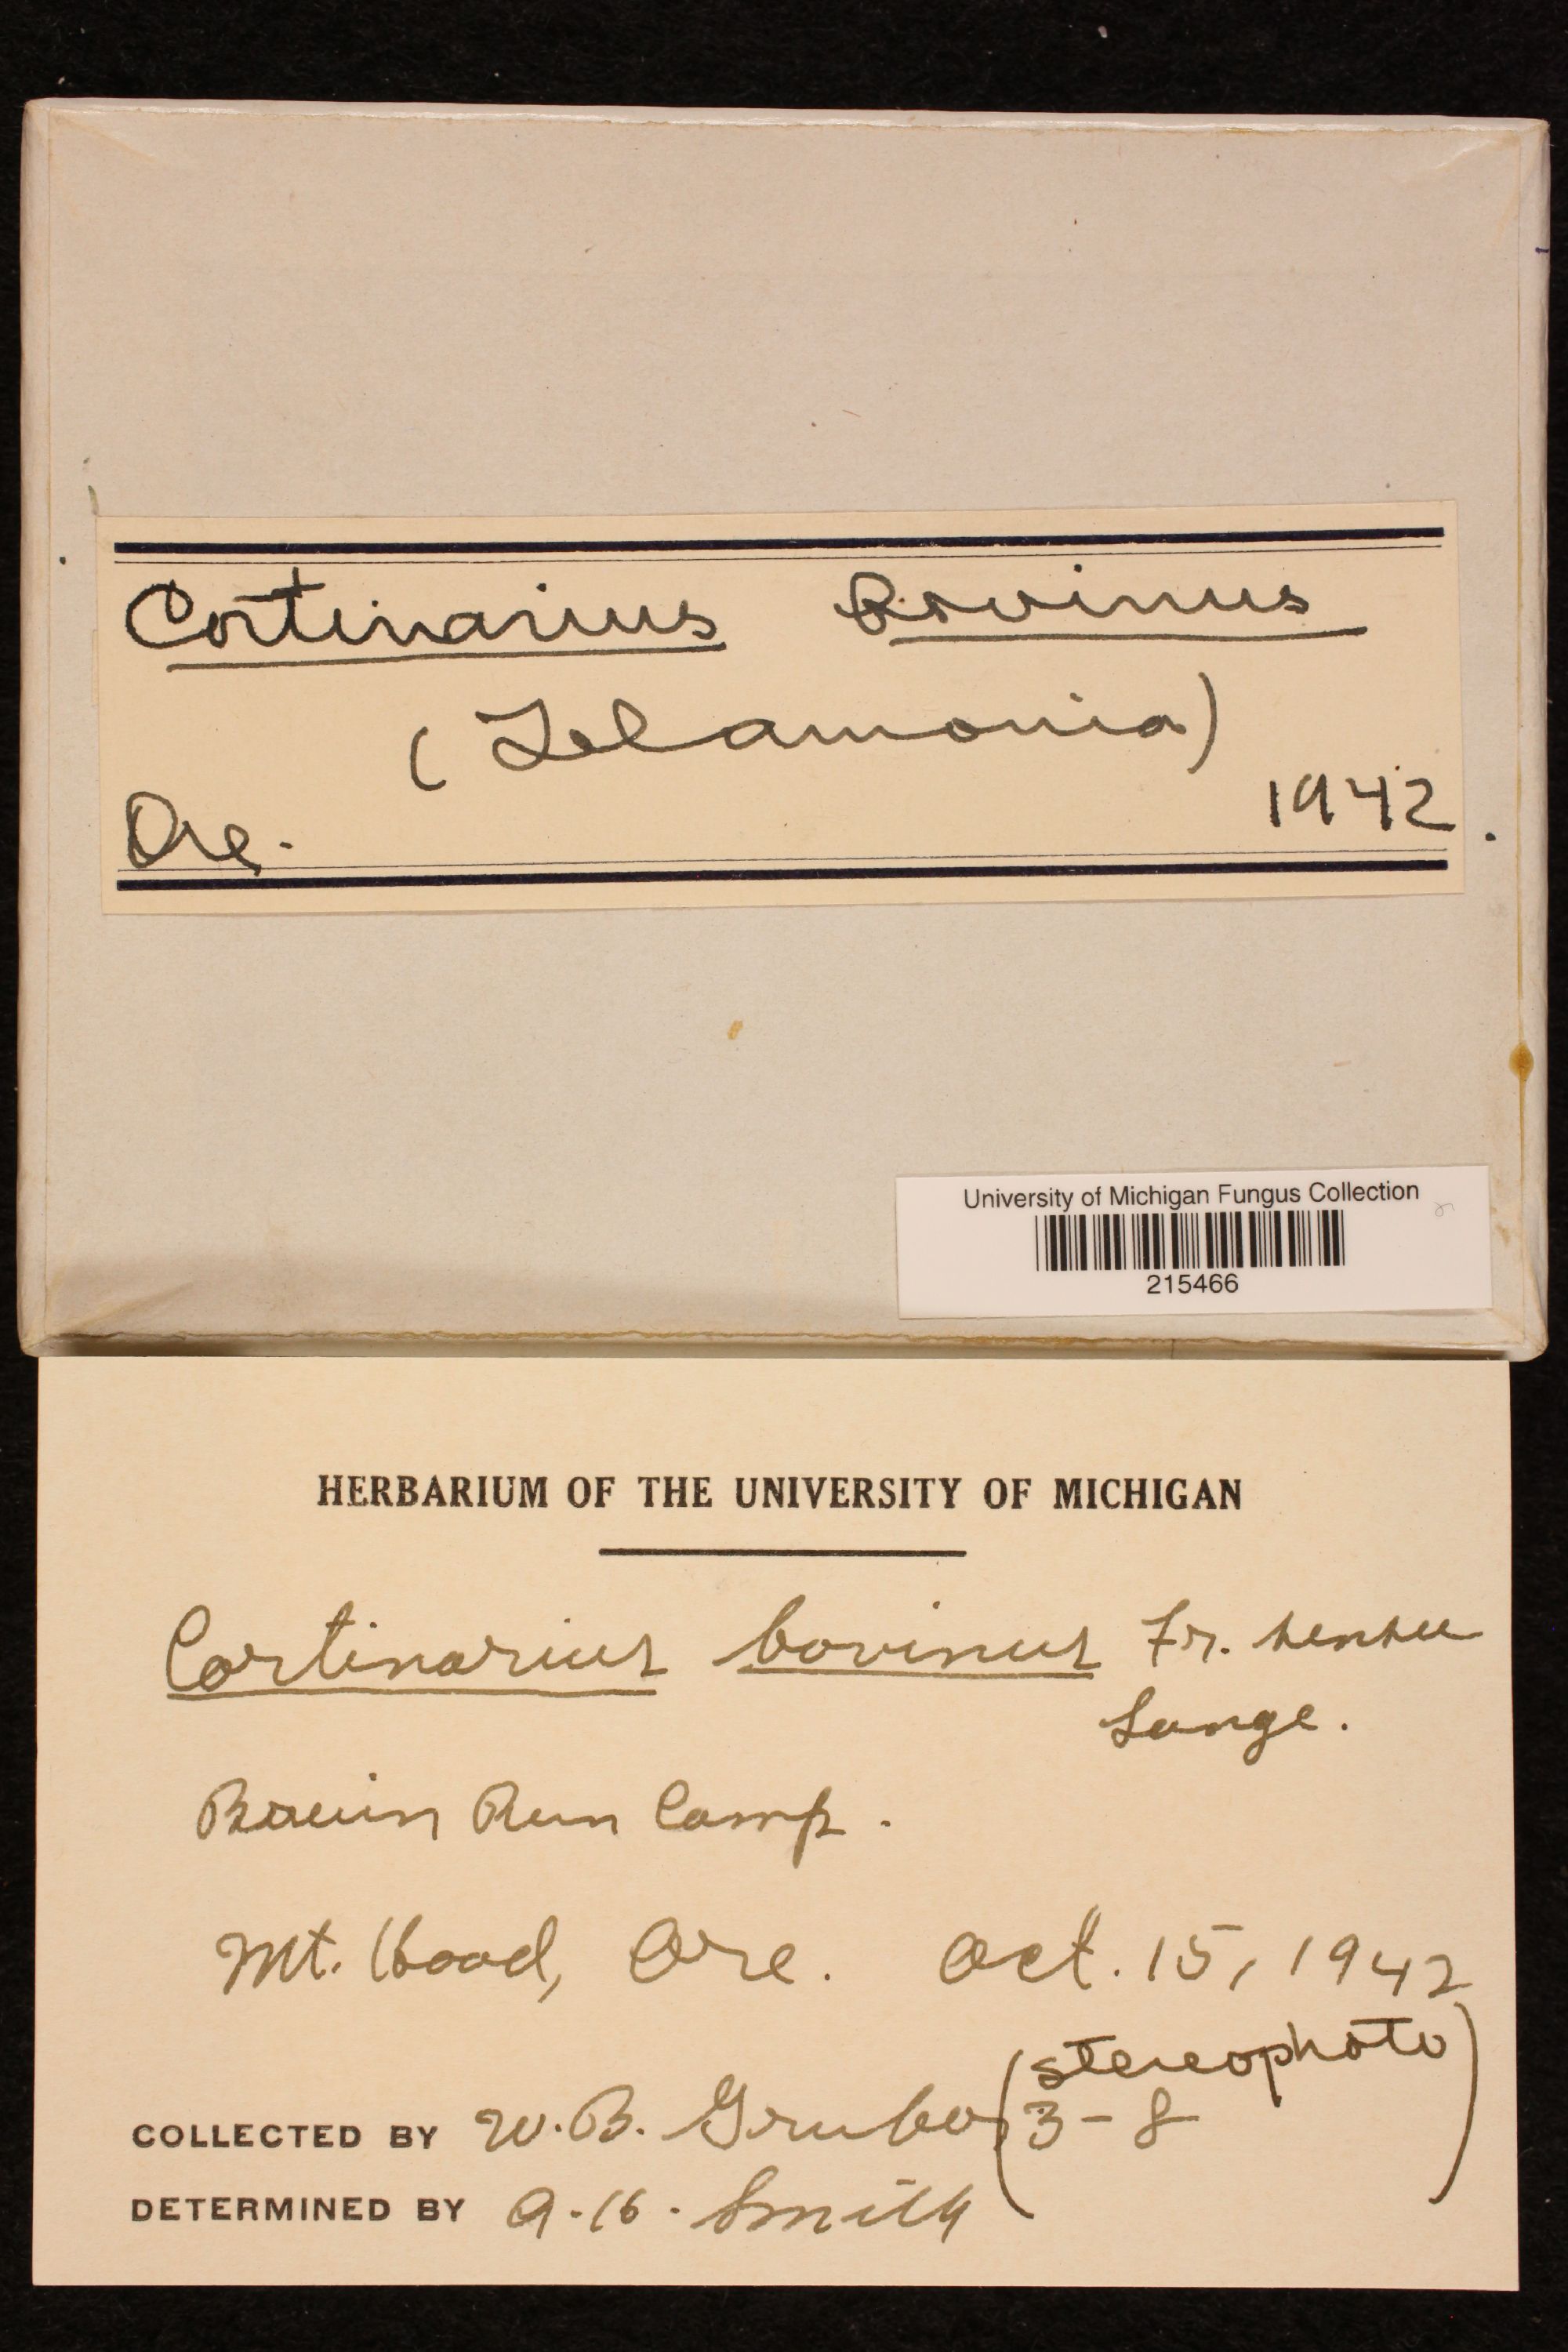 Cortinarius Bovinus
(Telamonia)
Ore. 1942.
University of Michigan Fungus Collection
215466
HERBARIUM OF THE UNIVERSITY OF MICHIGAN
Cortinarius bovinus Fr. sensu
Lange.
Bruin Run Camp.
Mt. Hood, Ore. Oct. 15, 1942
(stereophoto
COLLECTED BY W.B. Gruber 3-8)
DETERMINED BY A.H. Smith